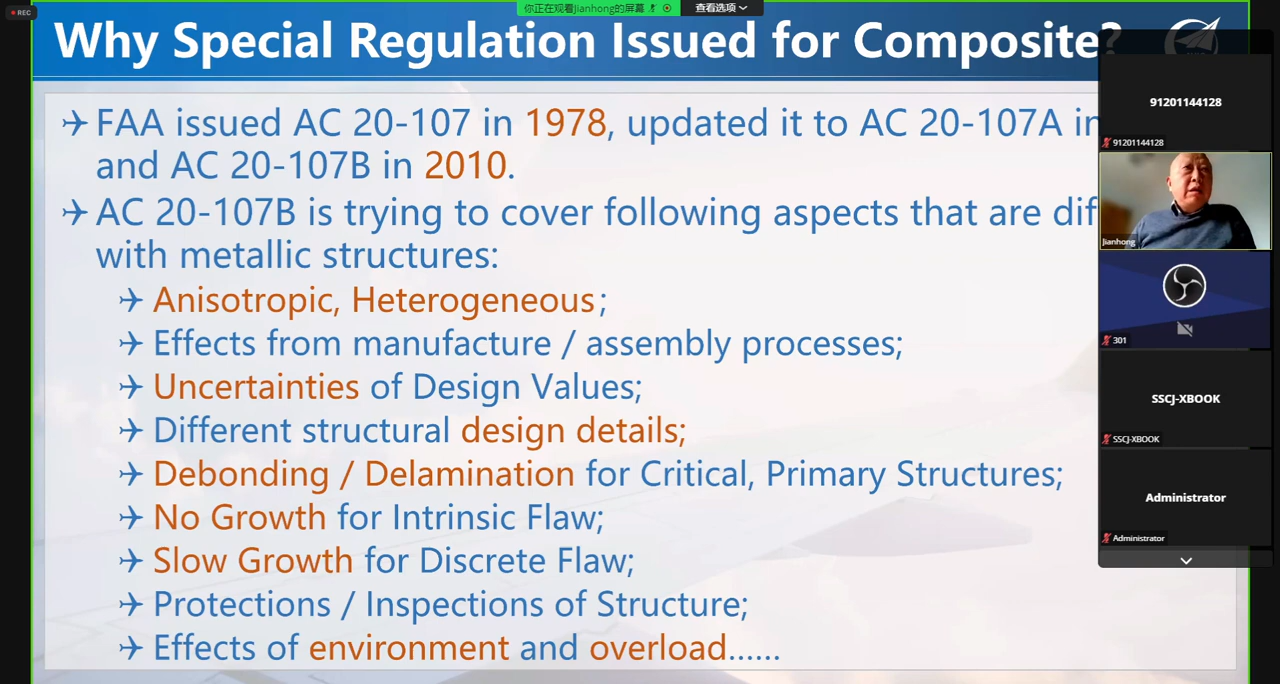 REC
你正在观看Jianhong的屏幕
查看选项
Why Special Regulation Issued for Composite?
FAA issued AC 20-107 in 1978, updated it to AC 20-107A in
and AC 20-107B in 2010.
AC 20-107B is trying to cover following aspects that are dif
with metallic structures:
Anisotropic, Heterogeneous;
Effects from manufacture / assembly processes;
Uncertainties of Design Values;
Different structural design details;
Debonding / Delamination for Critical, Primary Structures;
No Growth for Intrinsic Flaw;
Slow Growth for Discrete Flaw;
Protections / Inspections of Structure;
Effects of environment and overload……
91201144128
91201144128
Jianhong
301
SSCJ-XBOOK
SSCJ-XBOOK
Administrator
Administrator